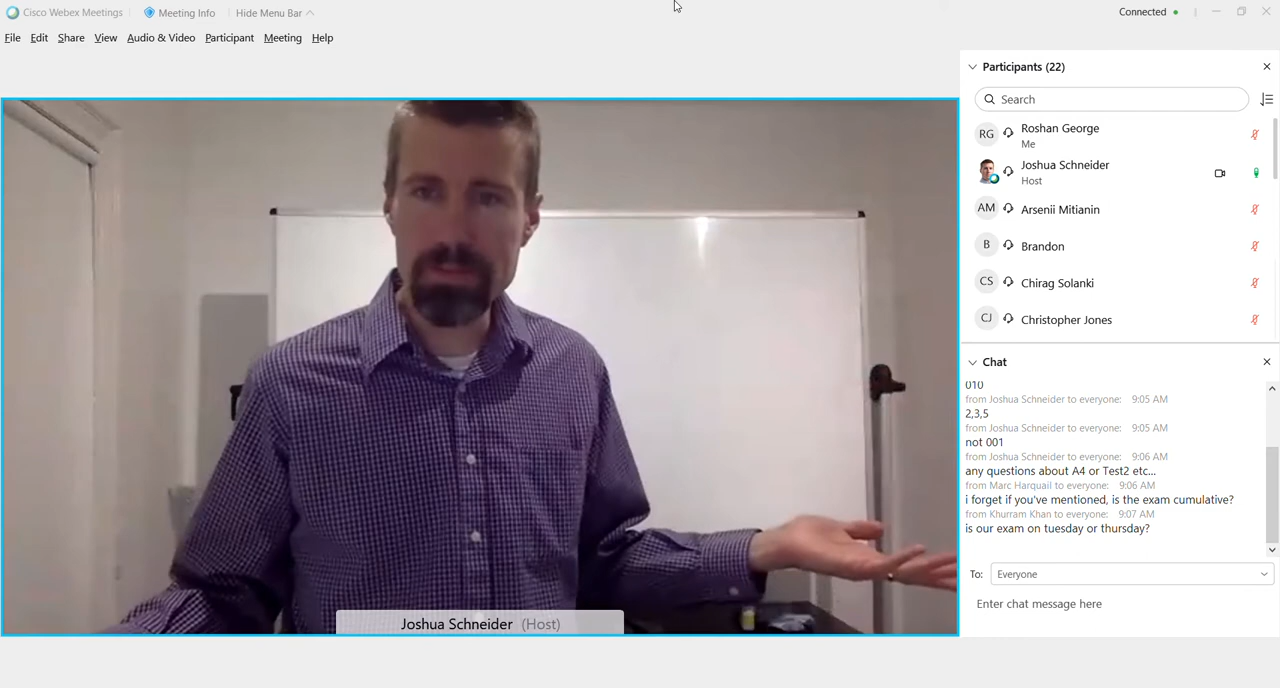 Cisco Webex Meetings
Meeting Info
Hide Menu Bar
Connected
File Edit Share View Audio & Video Participant Meeting Help
Participants (22)
Search
RG
Roshan George
Me
Joshua Schneider
Host
AM
Arsenii Mitianin
B
Brandon
CS
Chirag Solanki
CJ
Christopher Jones
Chat
010
from Joshua Schneider to everyone: 9:05 AM
2,3,5
from Joshua Schneider to everyone: 9:05 AM
not 001
from Joshua Schneider to everyone: 9:06 AM
any questions about A4 or Test2 etc...
from Marc Harquail to everyone: 9:06 AM
i forget if you've mentioned, is the exam cumulative?
from Khurram Khan to everyone: 9:07 AM
is our exam on tuesday or thursday?
To: Everyone
Enter chat message here
Joshua Schneider (Host)